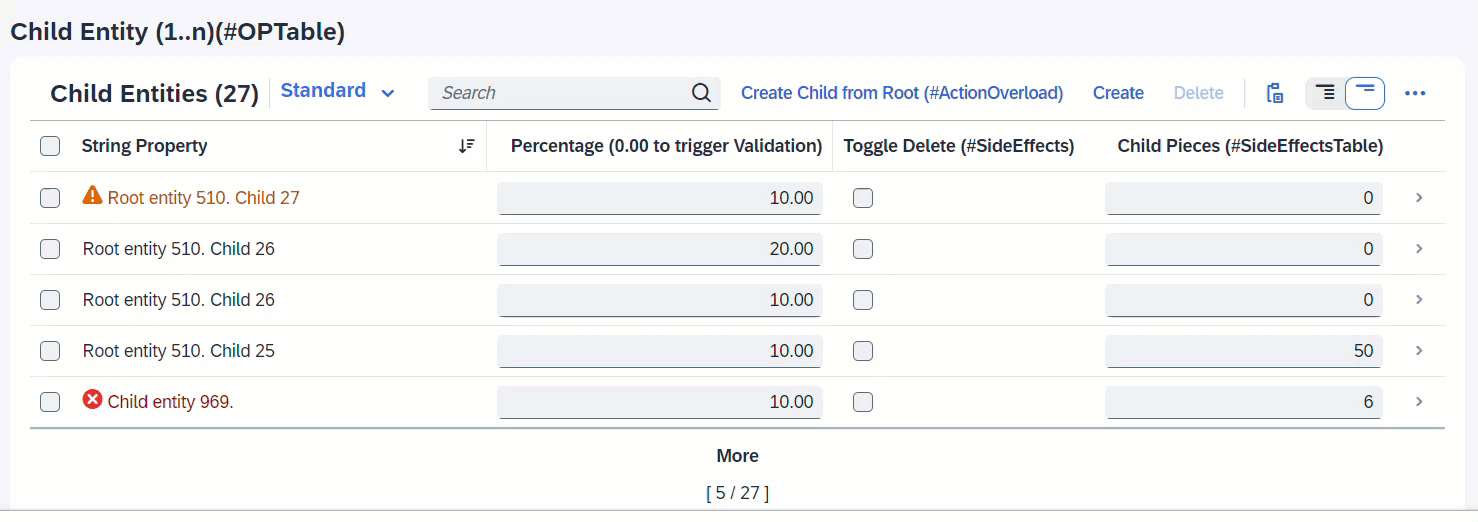 Child Entity (1..n)(#OPTable)
Child Entities (27) Standard Search Create Child from Root (#ActionOverload) Create Delete
String Property Percentage (0.00 to trigger Validation) Toggle Delete (#SideEffects) Child Pieces (#SideEffectsTable)
Root entity 510. Child 27 10.00 0
Root entity 510. Child 26 20.00 0
Root entity 510. Child 26 10.00 0
Root entity 510. Child 25 10.00 50
Child entity 969. 10.00 6
More
[ 5 / 27 ]